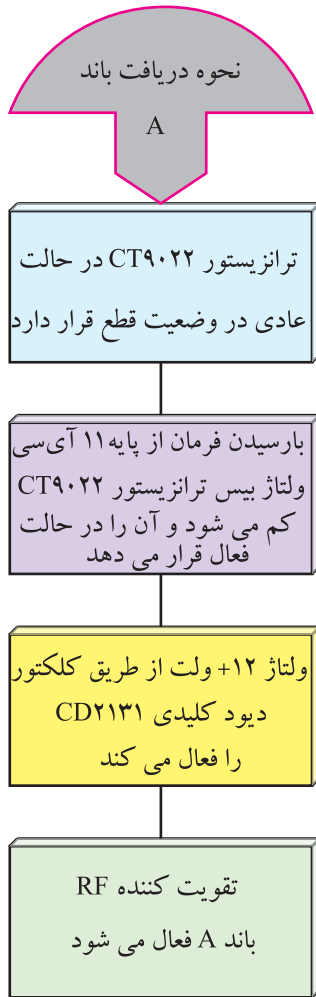 نحوه دریافت باند
A
ترانزیستور CT۹۰۲۲ در حالت
عادی در وضعیت قطع قرار دارد
بارسیدن فرمان از پایه ۱۱ آی‌سی
ولتاژ بیس ترانزیستور CT۹۰۲۲
کم می شود و آن را در حالت
فعال قرار می دهد
ولتاژ ۱۲+ ولت از طریق کلکتور
دیود کلیدی CD۲۱۳۱
را فعال می کند
تقویت کننده RF
باند A فعال می شود